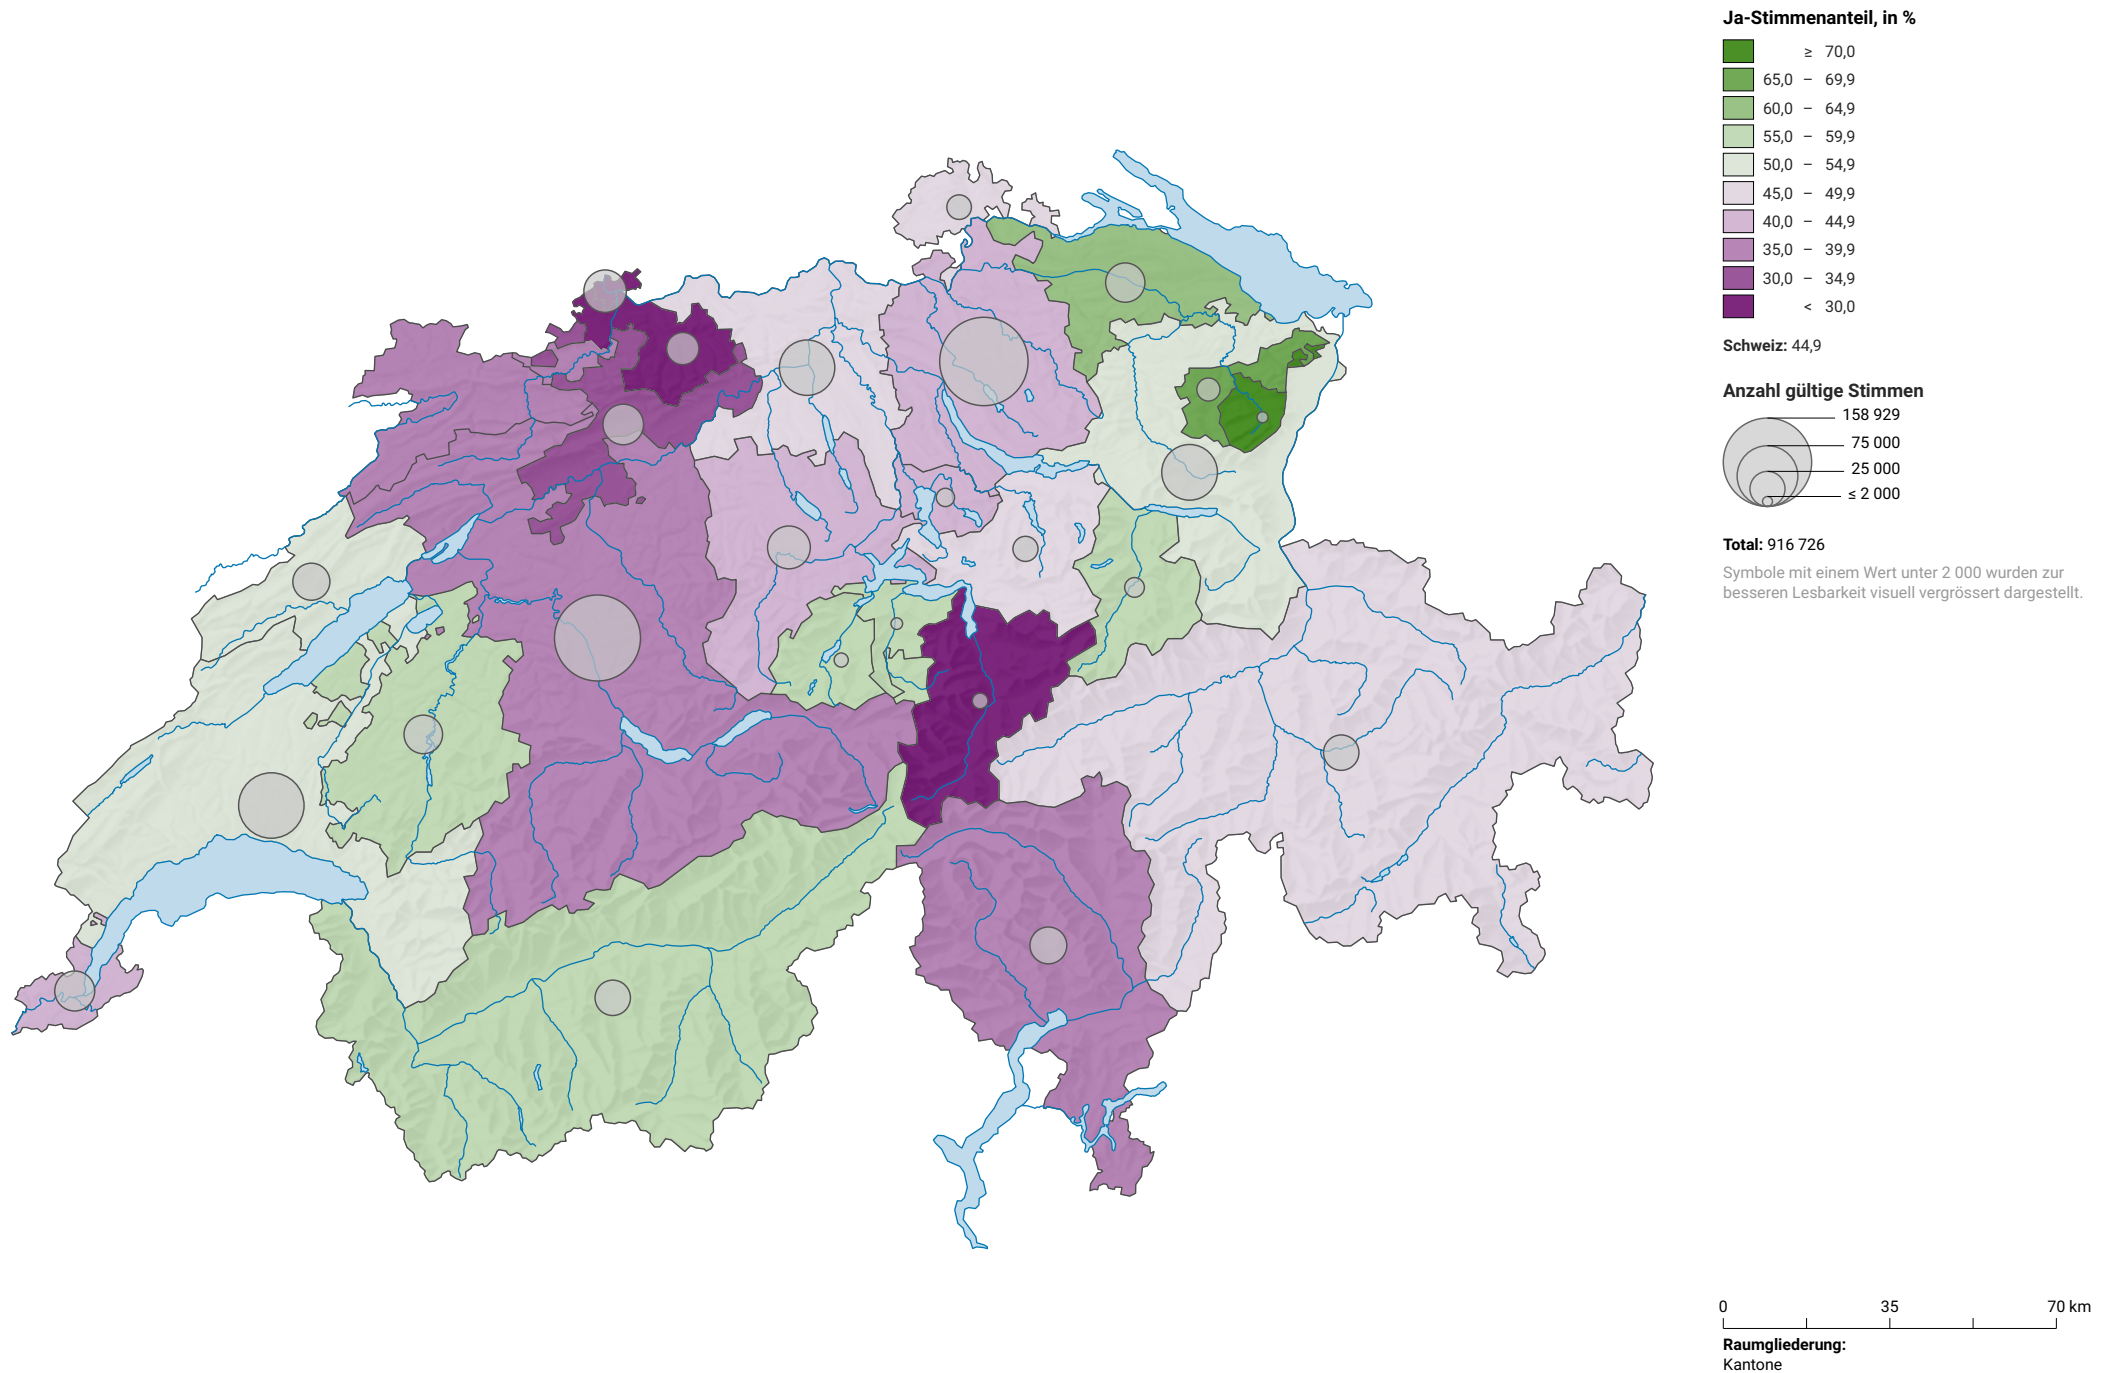 Ja-Stimmenanteil, in %
≥ 70,0
65,0 – 69,9
60,0 – 64,9
55,0 – 59,9
50,0 – 54,9
45,0 – 49,9
40,0 – 44,9
35,0 – 39,9
30,0 – 34,9
< 30,0
Schweiz: 44,9
Anzahl gültige Stimmen
158 929
75 000
25 000
≤ 2 000
Total: 916 726
Symbole mit einem Wert unter 2 000 wurden zur
besseren Lesbarkeit visuell vergrössert dargestellt.
0 35 70 km
Raumgliederung:
Kantone